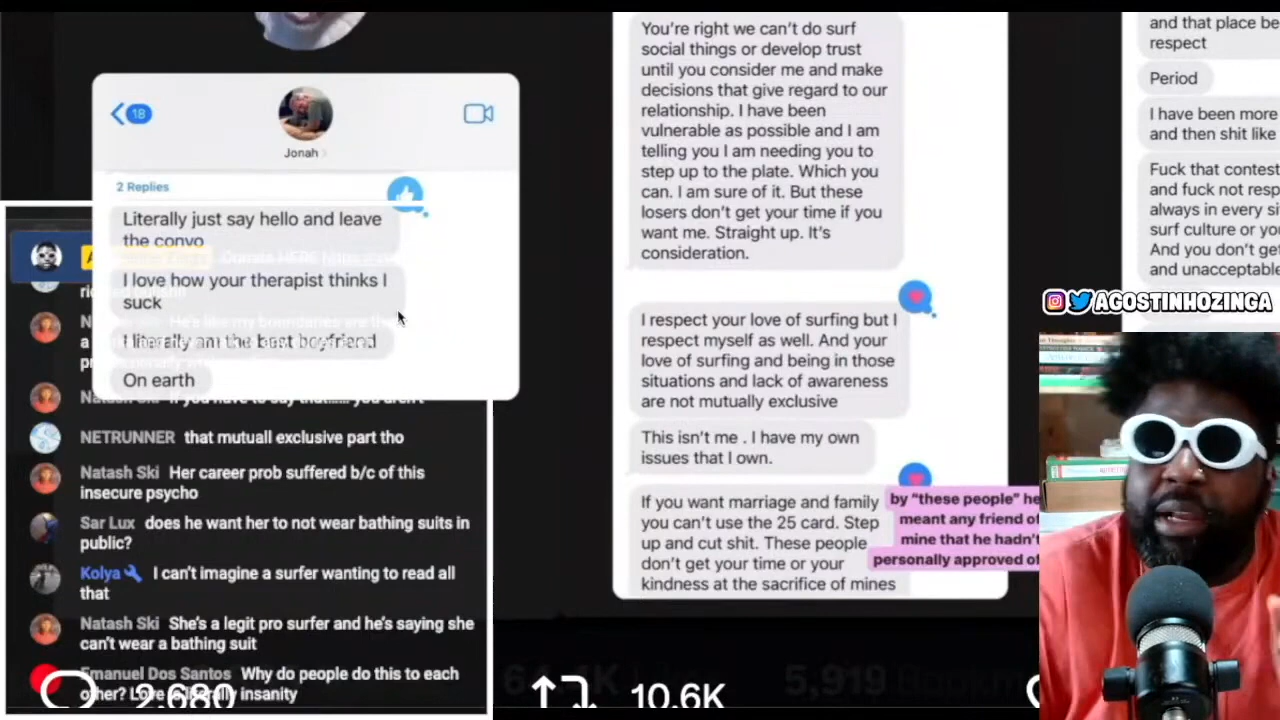 18
Jonah
2 Replies
Literally just say hello and leave
the convo
I love how your therapist thinks I
suck
I literally am the best boyfriend
On earth
NETRUNNER that mutuall exclusive part tho
Natash Ski Her career prob suffered b/c of this
insecure psycho
Sar Lux does he want her to not wear bathing suits in
public?
Kolya I can't imagine a surfer wanting to read all
that
Natash Ski She's a legit pro surfer and he's saying she
can't wear a bathing suit
Emanuel Dos Santos Why do people do this to each
other? Love is literally insanity
2,680
You're right we can't do surf
social things or develop trust
until you consider me and make
decisions that give regard to our
relationship. I have been
vulnerable as possible and I am
telling you I am needing you to
step up to the plate. Which you
can. I am sure of it. But these
losers don't get your time if you
want me. Straight up. It's
consideration.
I respect your love of surfing but I
respect myself as well. And your
love of surfing and being in those
situations and lack of awareness
are not mutually exclusive
This isn't me . I have my own
issues that I own.
If you want marriage and family
you can't use the 25 card. Step
up and cut shit. These people
don't get your time or your
kindness at the sacrifice of mines
by "these people" he
meant any friend of
mine that he hadn't
personally approved of
10.6K
5,919
and that place be
respect
Period
I have been more
and then shit like
Fuck that contest
and fuck not resp
always in every si
surf culture or you
And you don't get
and unacceptable
AGOSTINHOZINGA